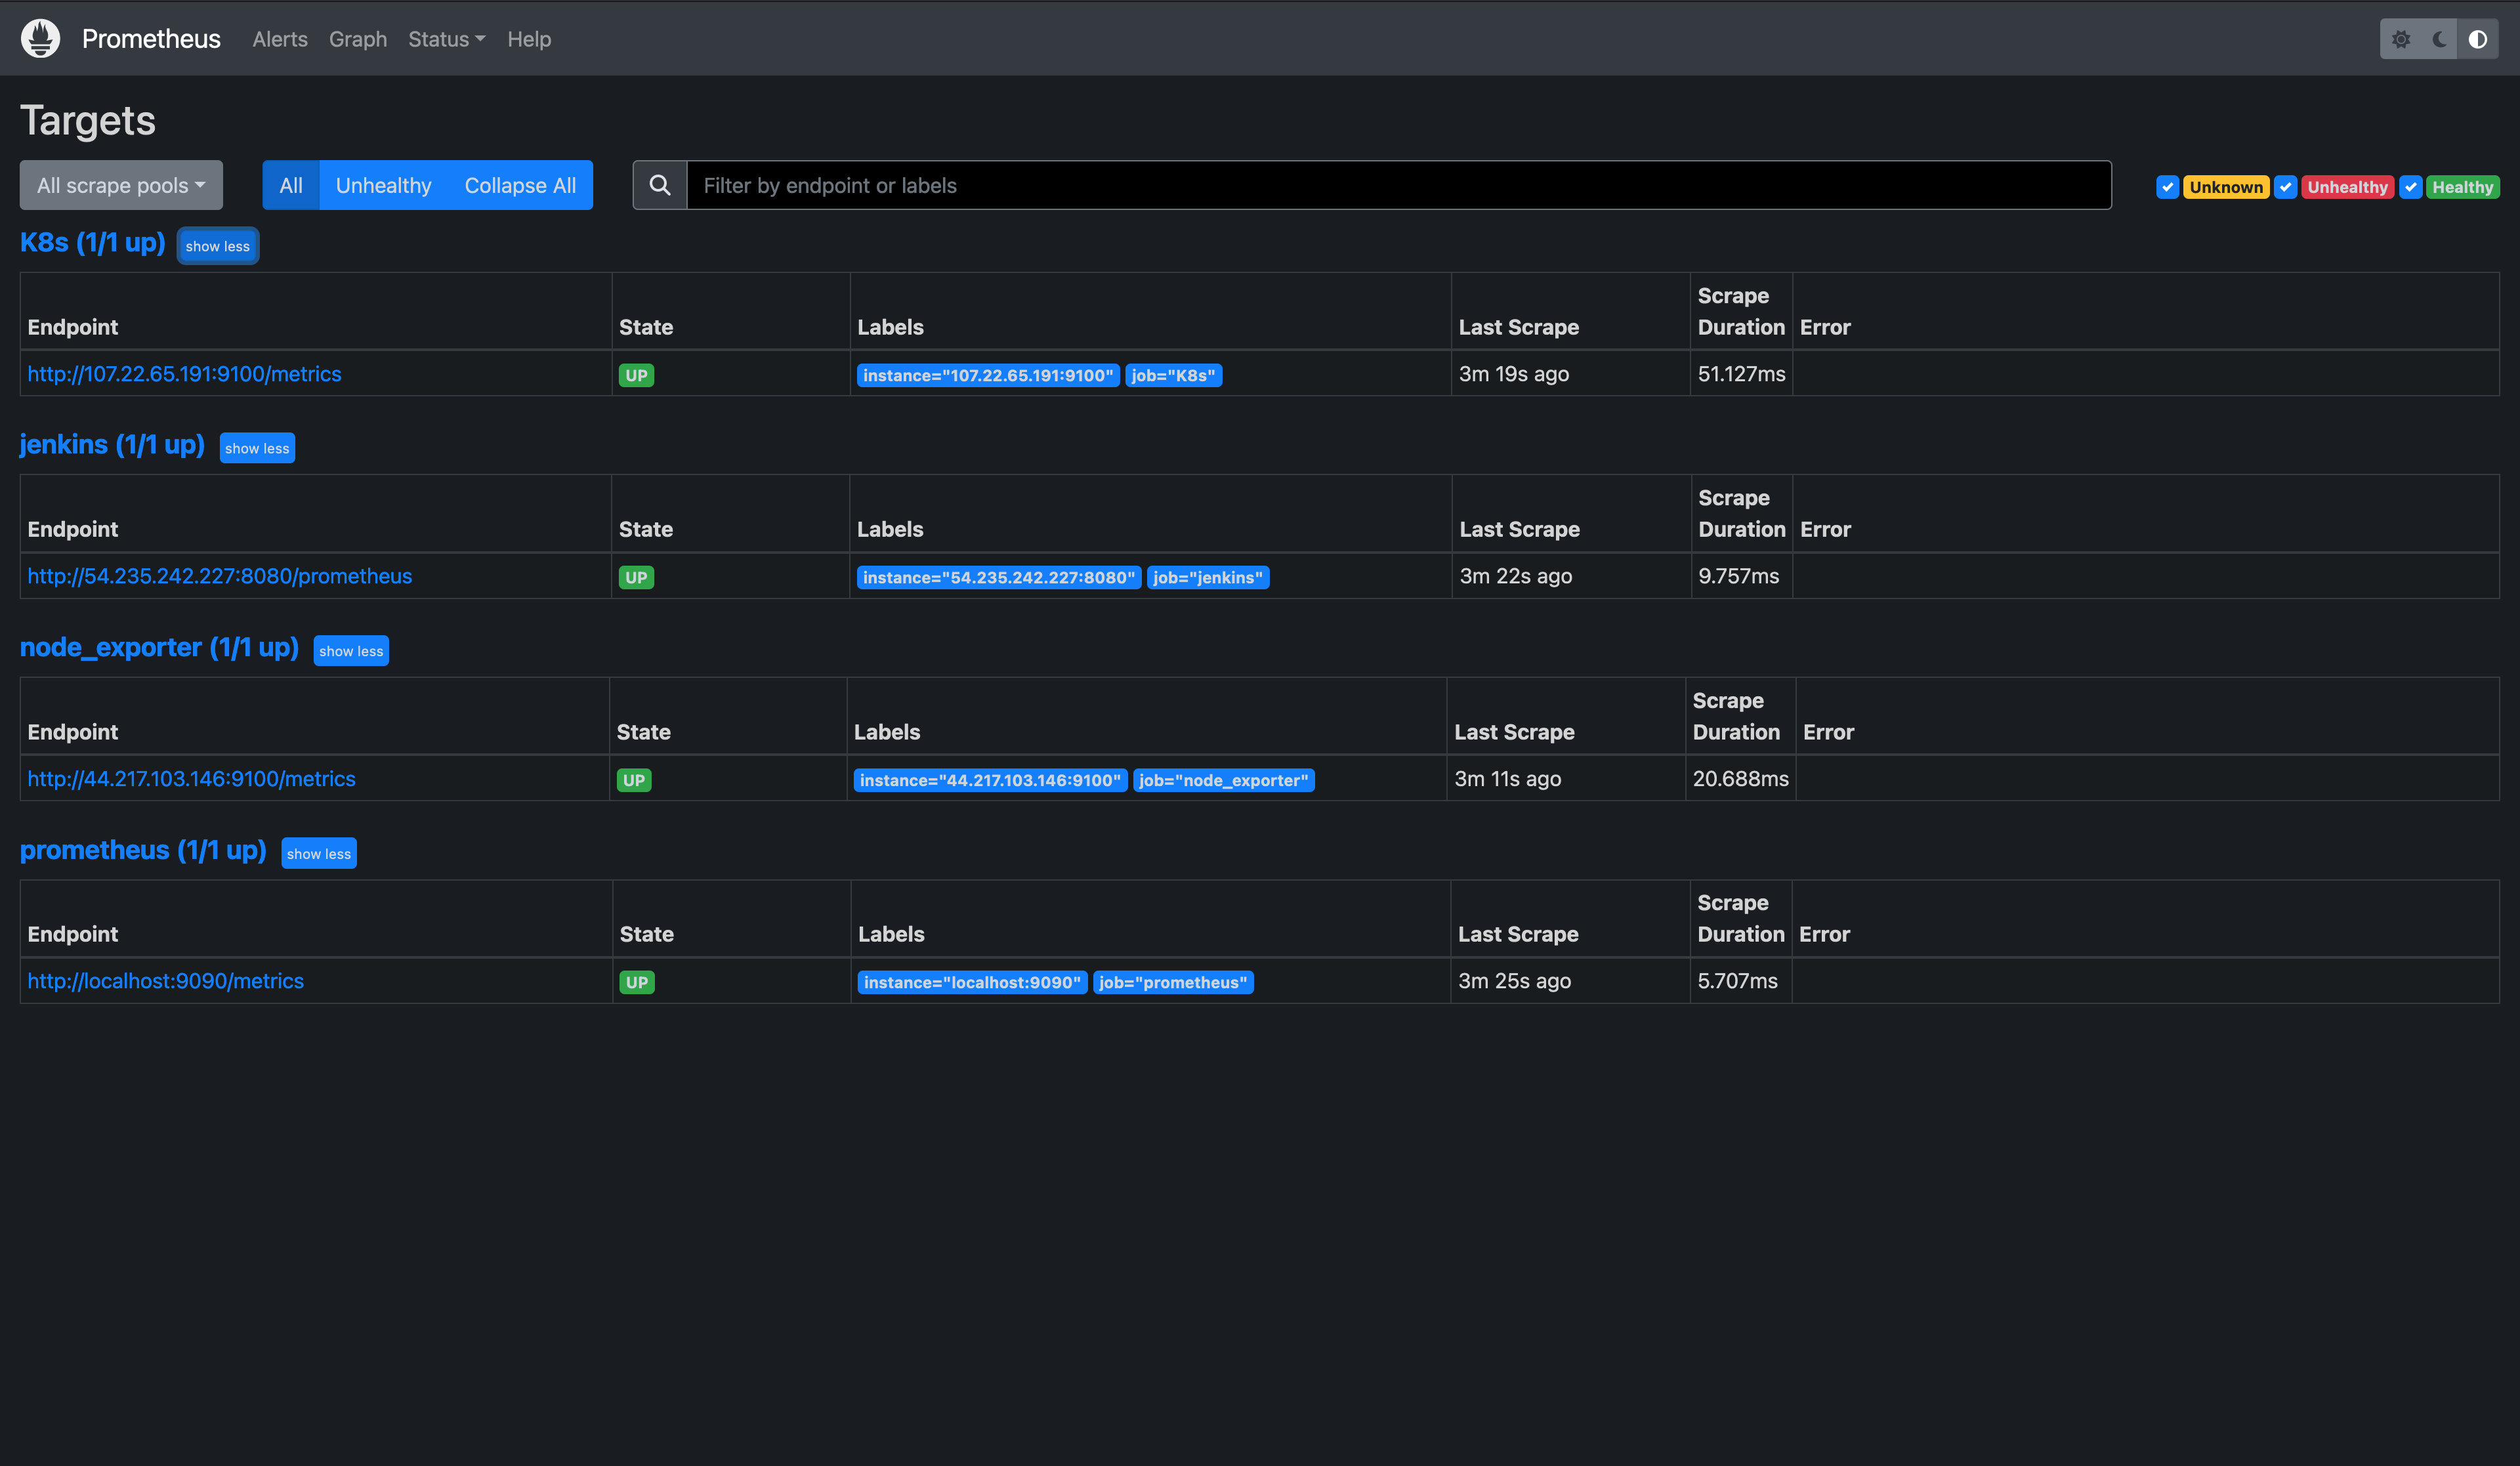 Prometheus Alerts Graph Status Help
Targets
All scrape pools All Unhealthy Collapse All Filter by endpoint or labels Unknown Unhealthy Healthy
K8s (1/1 up) show less
Endpoint State Labels Last Scrape Scrape Duration Error
http://107.22.65.191:9100/metrics UP instance="107.22.65.191:9100" job="K8s" 3m 19s ago 51.127ms
jenkins (1/1 up) show less
Endpoint State Labels Last Scrape Scrape Duration Error
http://54.235.242.227:8080/prometheus UP instance="54.235.242.227:8080" job="jenkins" 3m 22s ago 9.757ms
node_exporter (1/1 up) show less
Endpoint State Labels Last Scrape Scrape Duration Error
http://44.217.103.146:9100/metrics UP instance="44.217.103.146:9100" job="node_exporter" 3m 11s ago 20.688ms
prometheus (1/1 up) show less
Endpoint State Labels Last Scrape Scrape Duration Error
http://localhost:9090/metrics UP instance="localhost:9090" job="prometheus" 3m 25s ago 5.707ms